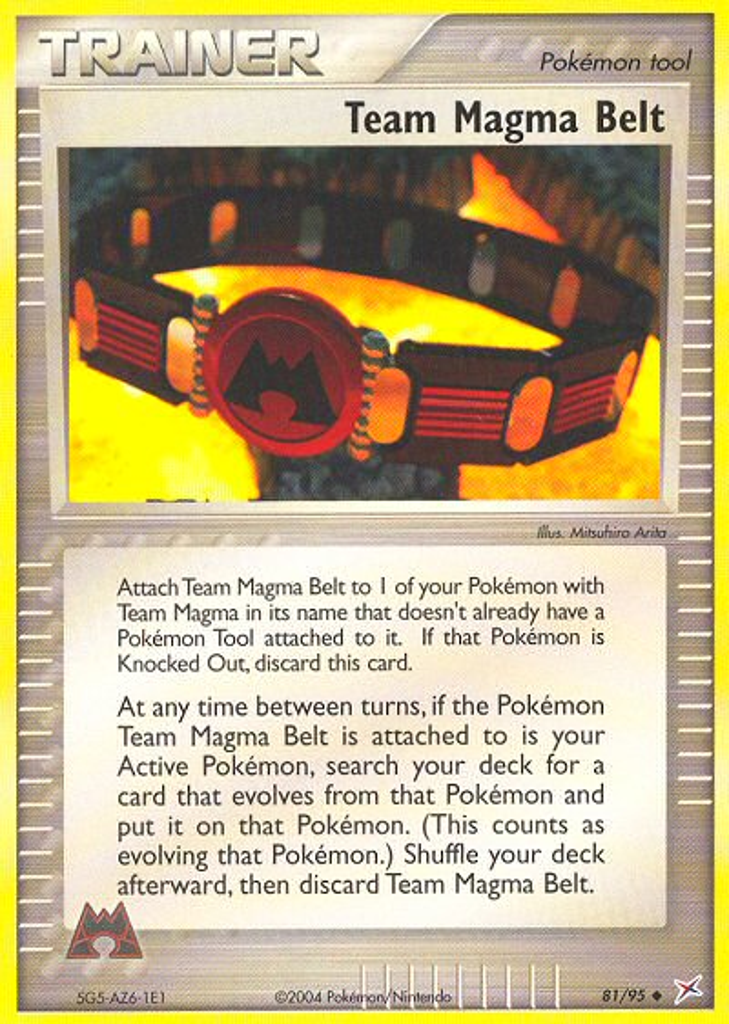 TRAINER
Pokémon tool
Team Magma Belt
Illus. Mitsuhiro Arita
Attach Team Magma Belt to 1 of your Pokémon with
Team Magma in its name that doesn't already have a
Pokémon Tool attached to it. If that Pokémon is
Knocked Out, discard this card.
At any time between turns, if the Pokémon
Team Magma Belt is attached to is your
Active Pokémon, search your deck for a
card that evolves from that Pokémon and
put it on that Pokémon. (This counts as
evolving that Pokémon.) Shuffle your deck
afterward, then discard Team Magma Belt.
5G5-AZ6-1E1
©2004 Pokémon/Nintendo
81/95 ◆